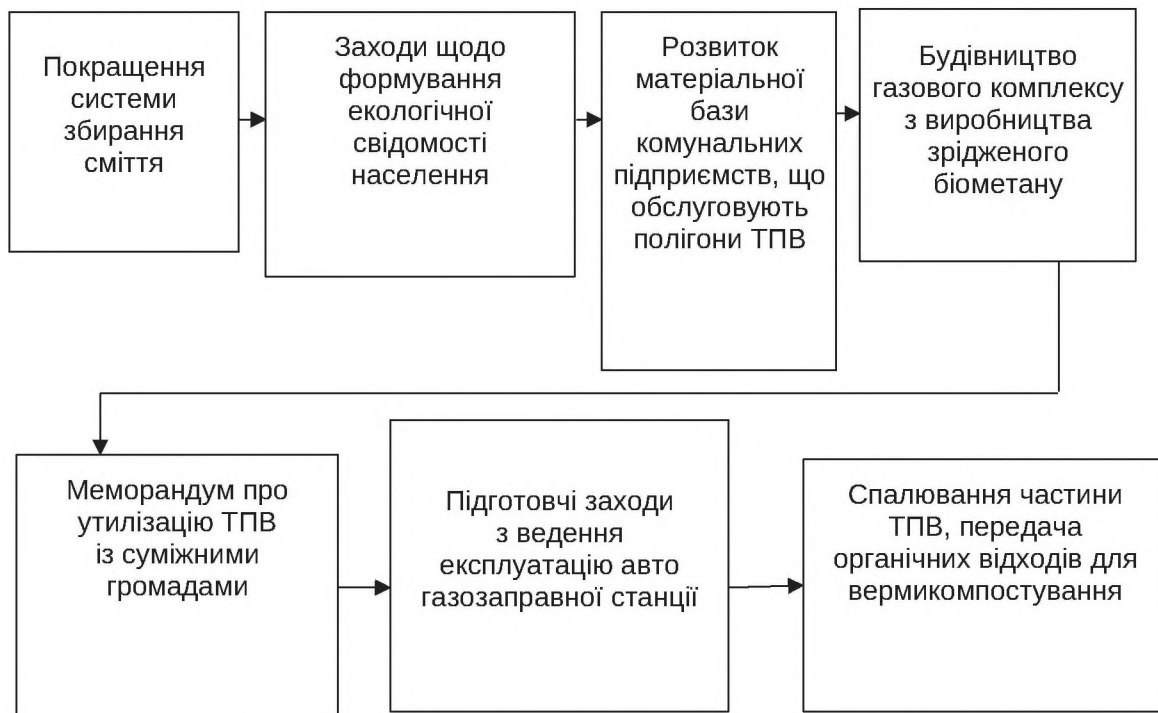 Покращення
системи
збирання
сміття
Заходи щодо
формування
екологічної
свідомості
населення
Розвиток
матеріальної
бази
комунальних
підприємств, що
обслуговують
полігони ТПВ
Будівництво
газового комплексу
з виробництва
зрідженого
біометану
Меморандум про
утилізацію ТПВ
із суміжними
громадами
Підготовчі заходи
з ведення
експлуатацію авто
газозаправної станції
Спалювання частини
ТПВ, передача
органічних відходів для
вермикомпостування